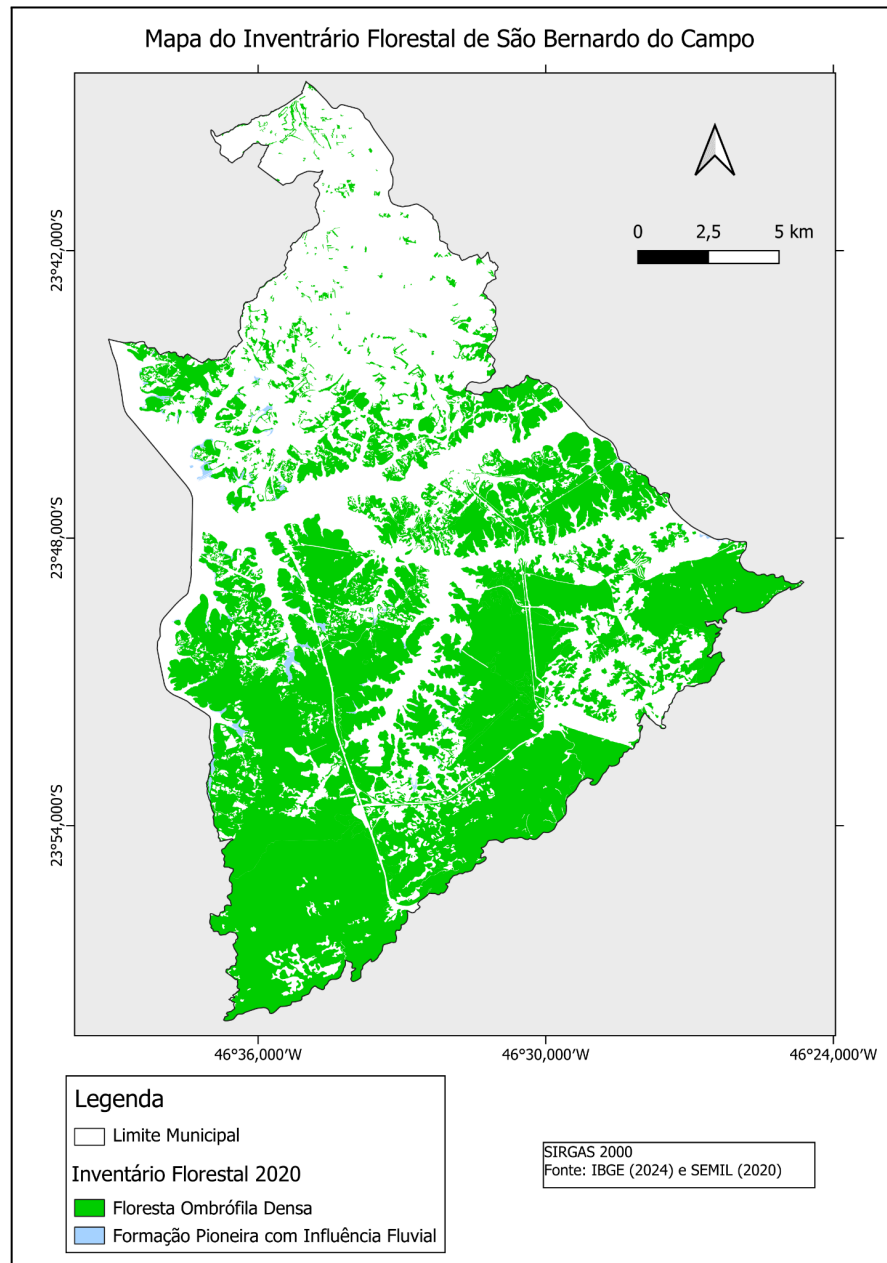 Mapa do Inventrário Florestal de São Bernardo do Campo
0 2,5 5 km
23°42,000'S
23°48,000'S
23°54,000'S
46°36,000'W 46°30,000'W 46°24,000'W
Legenda
Limite Municipal
Inventário Florestal 2020
Floresta Ombrófila Densa
Formação Pioneira com Influência Fluvial
SIRGAS 2000
Fonte: IBGE (2024) e SEMIL (2020)